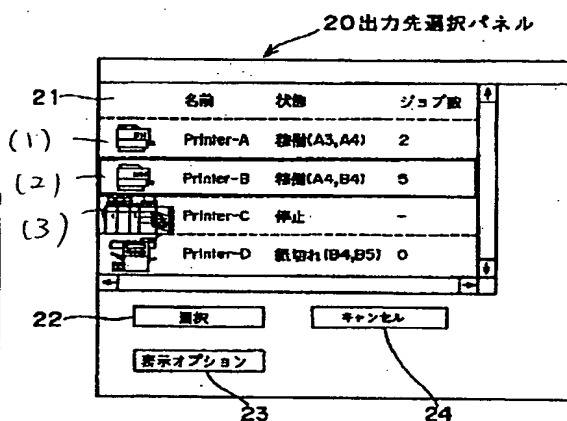 20出力先選択パネル
21 名前 状態 ジョブ数
(1) Printer-A 稼働(A3,A4) 2
(2) Printer-B 稼働(A4,B4) 5
(3) Printer-C 停止 -
Printer-D 紙切れ(B4,B5) 0
22 選択 キャンセル
表示オプション
23 24